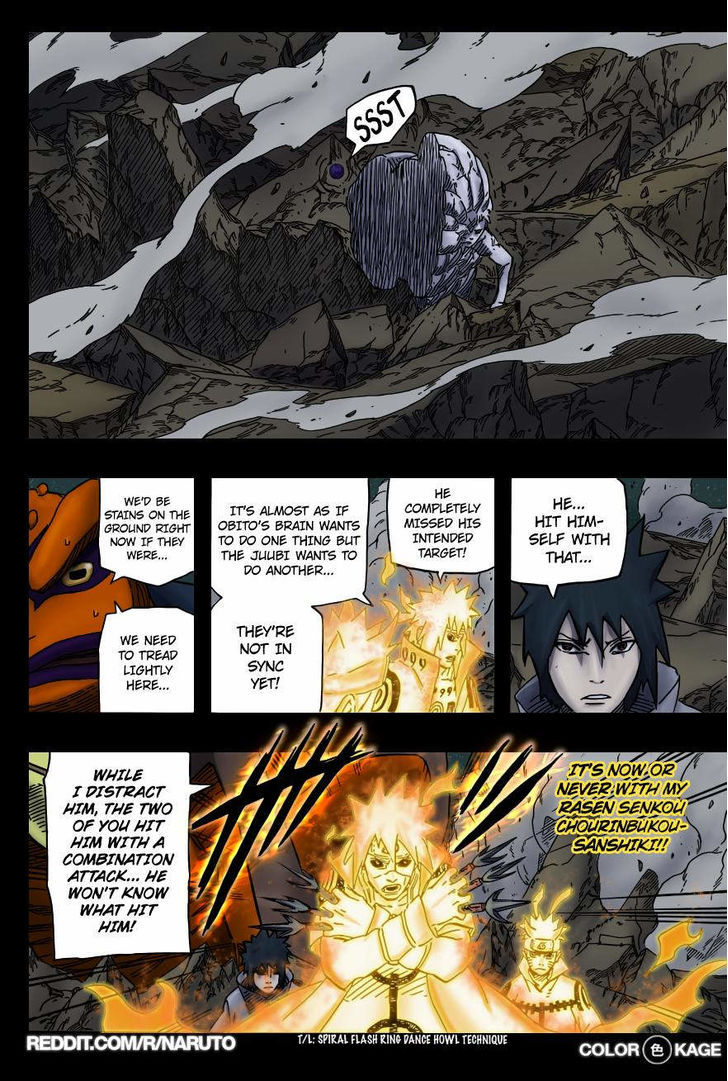 SSST
HE...
HIT HIM-
SELF WITH
THAT...
HE
COMPLETELY
MISSED HIS
INTENDED
TARGET!
IT'S ALMOST AS IF
OBITO'S BRAIN WANTS
TO DO ONE THING BUT
THE JUUBI WANTS TO
DO ANOTHER...
THEY'RE
NOT IN
SYNC
YET!
WE'D BE
STAINS ON THE
GROUND RIGHT
NOW IF THEY
WERE...
WE NEED
TO TREAD
LIGHTLY
HERE...
IT'S NOW OR
NEVER WITH MY
RASEN SENKOU
CHOURINBUKOU-
SANSHIKI!!
WHILE
I DISTRACT
HIM, THE TWO
OF YOU HIT
HIM WITH A
COMBINATION
ATTACK... HE
WON'T KNOW
WHAT HIT
HIM!
REDDIT.COM/R/NARUTO
T/L: SPIRAL FLASH RING DANCE HOWL TECHNIQUE
COLOR 色 KAGE